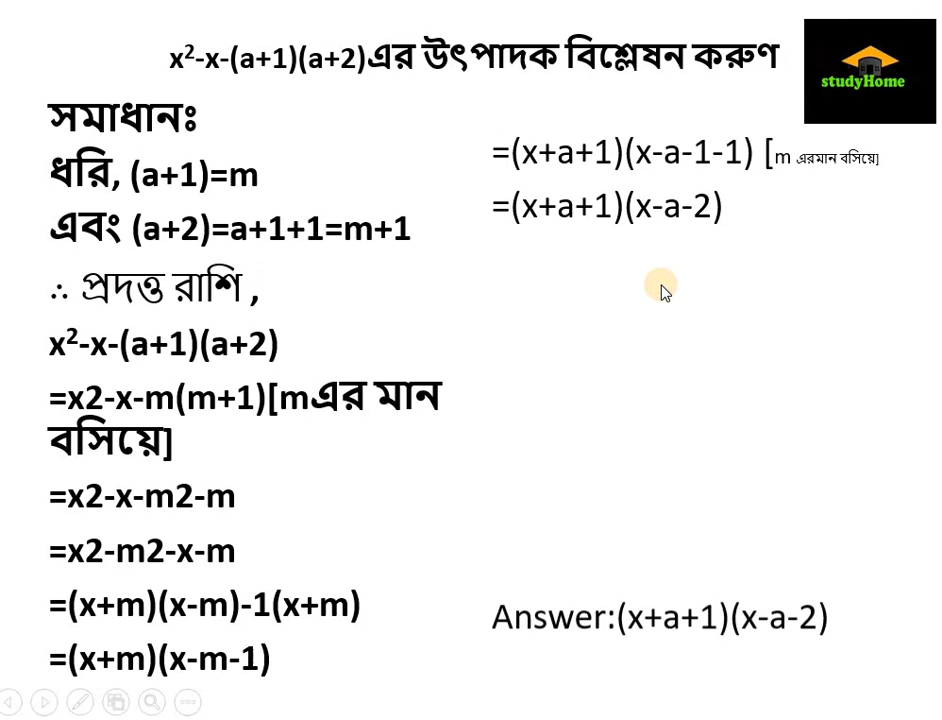 x²-x-(a+1)(a+2)এর উৎপাদক বিশ্লেষন করুণ
studyHome
সমাধানঃ
ধরি, (a+1)=m
এবং (a+2)=a+1+1=m+1
∴ প্রদত্ত রাশি ,
x²-x-(a+1)(a+2)
=x2-x-m(m+1)[mএর মান
বসিয়ে]
=x2-x-m2-m
=x2-m2-x-m
=(x+m)(x-m)-1(x+m)
=(x+m)(x-m-1)
=(x+a+1)(x-a-1-1) [m এরমান বসিয়ে]
=(x+a+1)(x-a-2)
Answer:(x+a+1)(x-a-2)